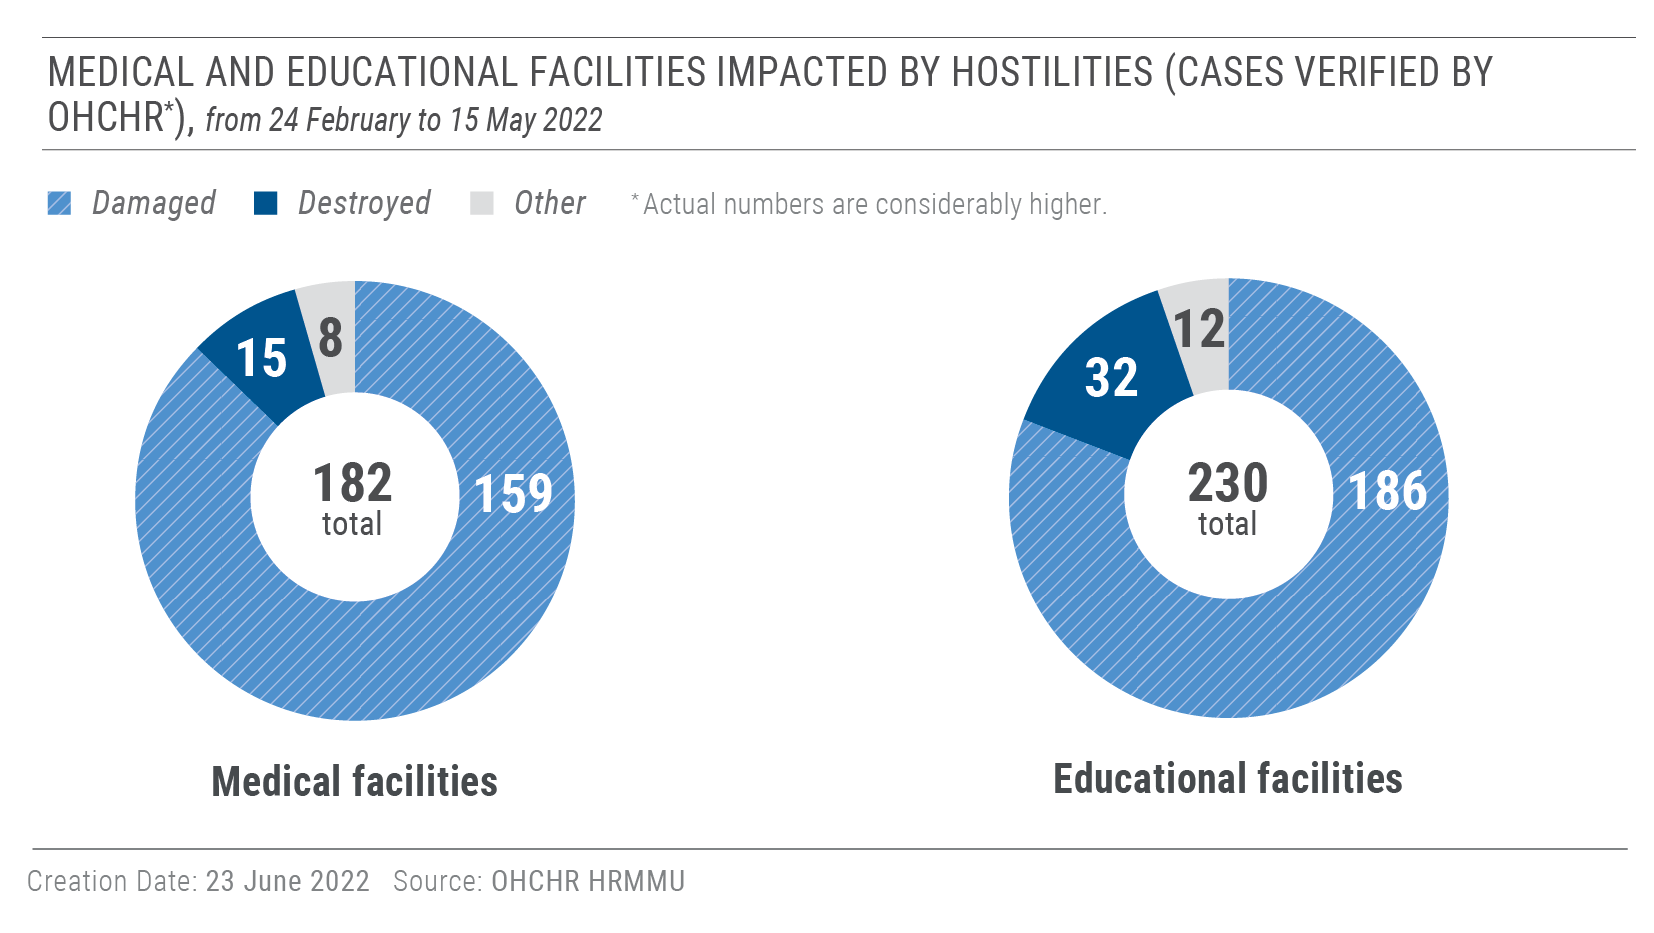 MEDICAL AND EDUCATIONAL FACILITIES IMPACTED BY HOSTILITIES (CASES VERIFIED BY
OHCHR*), from 24 February to 15 May 2022
Damaged Destroyed Other *Actual numbers are considerably higher.
15 8
182
total
159
Medical facilities
12
32
230
total
186
Educational facilities
Creation Date: 23 June 2022 Source: OHCHR HRMMU